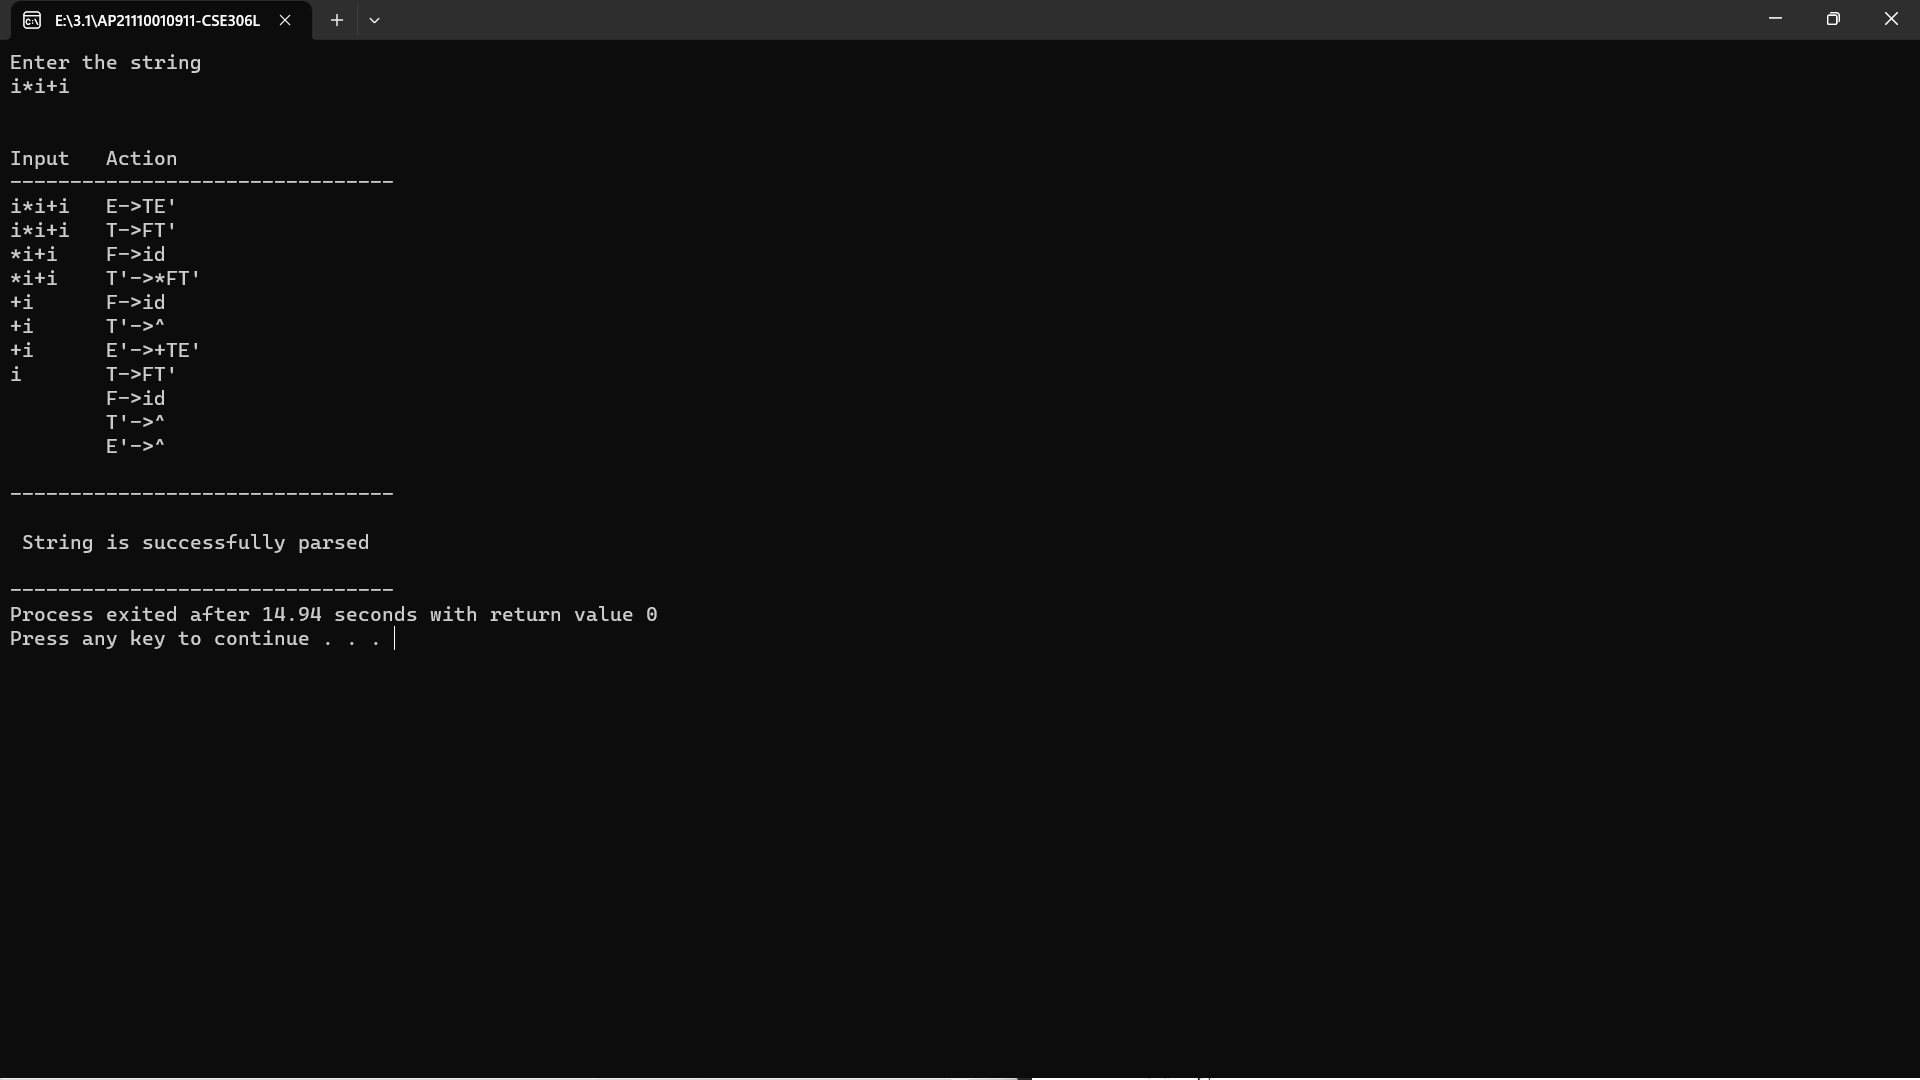 E:\3.1\AP21110010911-CSE306L
Enter the string
i*i+i
Input   Action
--------------------------------
i*i+i   E->TE'
i*i+i   T->FT'
*i+i    F->id
*i+i    T'->*FT'
+i      F->id
+i      T'->^
+i      E'->+TE'
i       T->FT'
        F->id
        T'->^
        E'->^
--------------------------------
 String is successfully parsed
--------------------------------
Process exited after 14.94 seconds with return value 0
Press any key to continue . . .